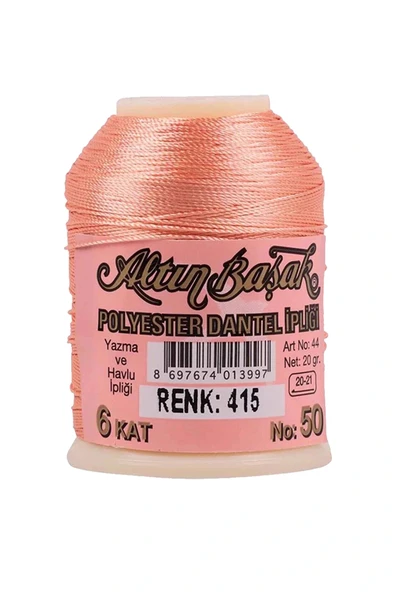 Altın Başak
POLYESTER DANTEL İPLİĞİ
Yazma
ve
Havlu
İpliği
Art No: 44
Net: 20 gr.
20-21
8 697674 013997
RENK: 415
6 KAT
No: 50